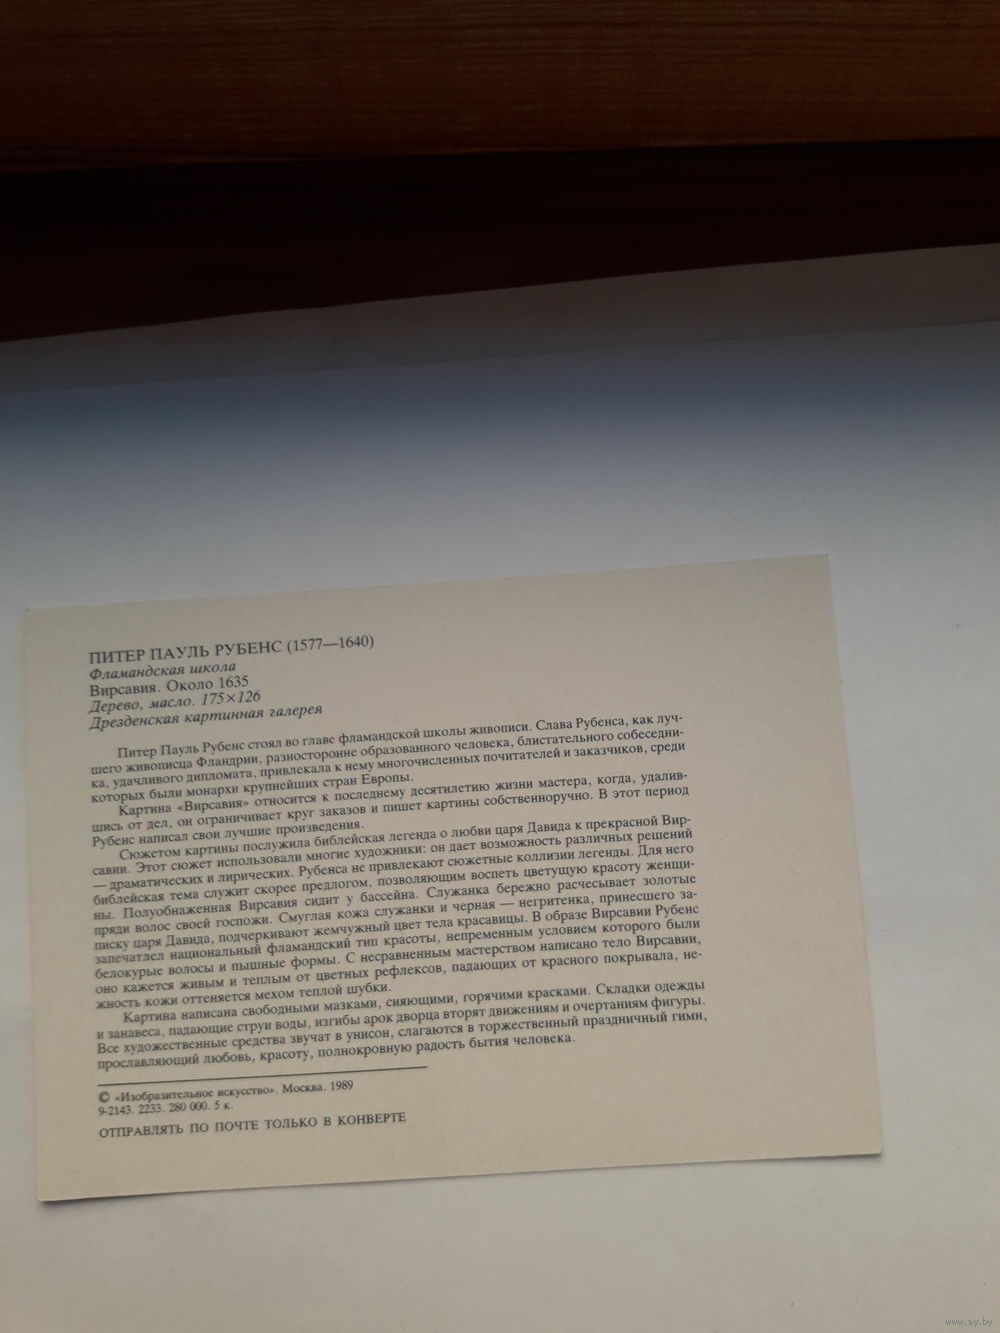 ПИТЕР ПАУЛЬ РУБЕНС (1577—1640)
Фламандская школа
Вирсавия. Около 1635
Дерево, масло. 175×126
Дрезденская картинная галерея
Питер Пауль Рубенс стоял во главе фламандской школы живописи. Слава Рубенса, как луч-
шего живописца Фландрии, разносторонне образованного человека, блистательного собеседни-
ка, удачливого дипломата, привлекала к нему многочисленных почитателей и заказчиков, среди
которых были монархи крупнейших стран Европы.
Картина «Вирсавия» относится к последнему десятилетию жизни мастера, когда, удалив-
шись от дел, он ограничивает круг заказов и пишет картины собственноручно. В этот период
Рубенс написал свои лучшие произведения.
Сюжетом картины послужила библейская легенда о любви царя Давида к прекрасной Вир-
савии. Этот сюжет использовали многие художники: он дает возможность различных решений
— драматических и лирических. Рубенса не привлекают сюжетные коллизии легенды. Для него
библейская тема служит скорее предлогом, позволяющим воспеть цветущую красоту женщи-
ны. Полуобнаженная Вирсавия сидит у бассейна. Служанка бережно расчесывает золотые
пряди волос своей госпожи. Смуглая кожа служанки и черная — негритенка, принесшего за-
писку царя Давида, подчеркивают жемчужный цвет тела красавицы. В образе Вирсавии Рубенс
запечатлел национальный фламандский тип красоты, непременным условием которого были
белокурые волосы и пышные формы. С несравненным мастерством написано тело Вирсавии,
оно кажется живым и теплым от цветных рефлексов, падающих от красного покрывала, не-
жность кожи оттеняется мехом теплой шубки.
Картина написана свободными мазками, сияющими, горячими красками. Складки одежды
и занавеса, падающие струи воды, изгибы арок дворца вторят движениям и очертаниям фигуры.
Все художественные средства звучат в унисон, слагаются в торжественный праздничный гимн,
прославляющий любовь, красоту, полнокровную радость бытия человека.
© «Изобразительное искусство». Москва. 1989
9-2143. 2233. 280 000. 5 к.
ОТПРАВЛЯТЬ ПО ПОЧТЕ ТОЛЬКО В КОНВЕРТЕ
www.ay.by